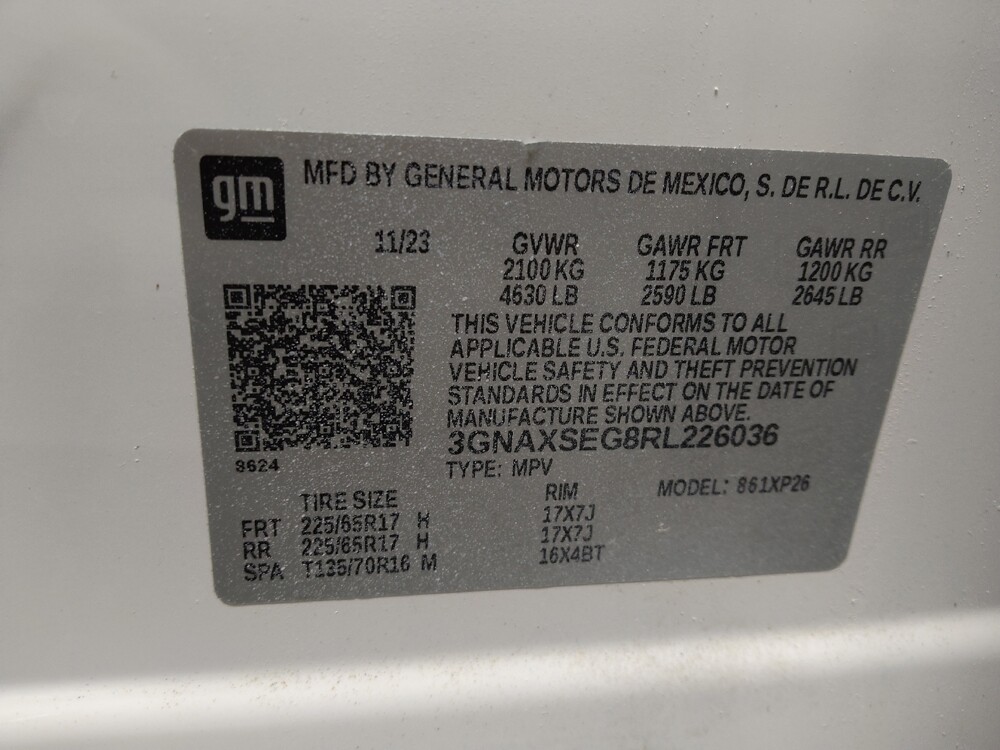 gm
MFD BY GENERAL MOTORS DE MEXICO, S. DE R.L. DE C.V.
11/23 GVWR GAWR FRT GAWR RR
2100 KG 1175 KG 1200 KG
4630 LB 2590 LB 2645 LB
THIS VEHICLE CONFORMS TO ALL
APPLICABLE U.S. FEDERAL MOTOR
VEHICLE SAFETY AND THEFT PREVENTION
STANDARDS IN EFFECT ON THE DATE OF
MANUFACTURE SHOWN ABOVE.
3GNAXSEG8RL226036
8624
TYPE: MPV MODEL: 861XP26
TIRE SIZE RIM
FRT 225/65R17 H 17X7J
RR 225/65R17 H 17X7J
SPA T135/70R16 M 16X4BT